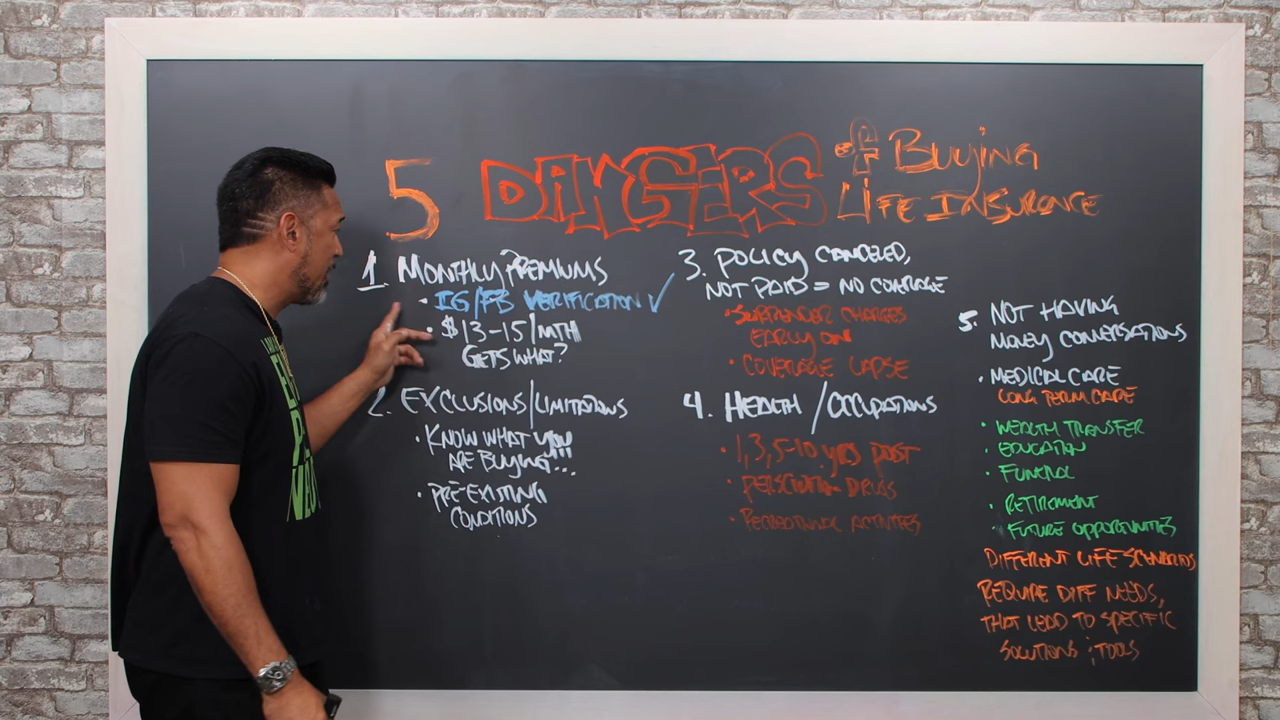 5 DANGERS of Buying
Life Insurance
1. Monthly Premiums
• IG/FB VERIFICATION ✓
• $13-15/MTH
GETS WHAT?
2. EXCLUSIONS/LIMITATIONS
• KNOW WHAT YOU
ARE BUYING!!!...
• PRE-EXISTING
CONDITIONS
3. POLICY CANCELED,
NOT PAID = NO COVERAGE
• SURRENDER CHARGES
EARLY ON
• COVERAGE LAPSE
4. HEALTH/OCCUPATIONS
• 1, 3, 5-10 yrs POST
DRUGS
• RECREATIONAL ACTIVITIES
5. NOT HAVING
MONEY CONVERSATIONS
• MEDICAL CARE
LONG TERM CARE
• WEALTH TRANSFER
• EDUCATION
• FUNERAL
• RETIREMENT
• FUTURE OPPORTUNITIES
DIFFERENT LIFE SCENARIOS
REQUIRE DIFF NEEDS,
THAT LEAD TO SPECIFIC
SOLUTIONS ; TOOLS